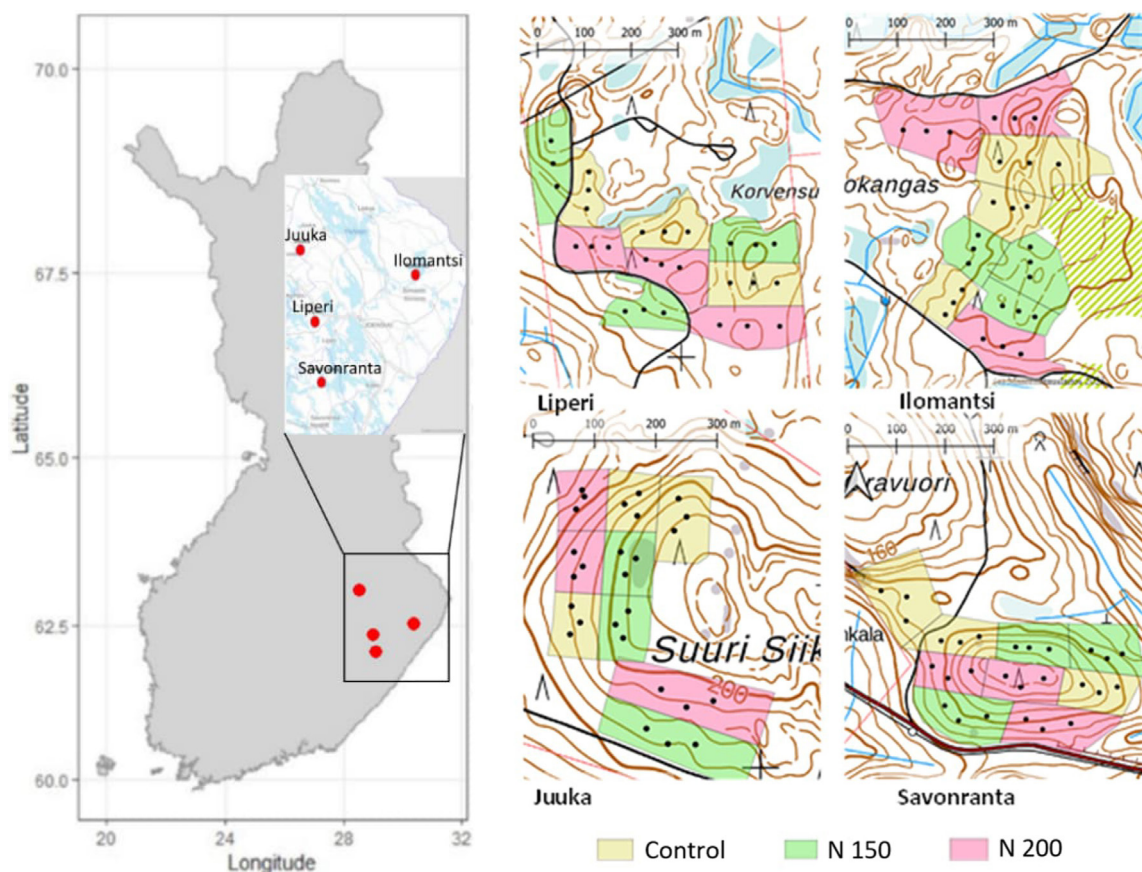 70.0
67.5
65.0
62.5
60.0
Latitude
20
24
28
32
Longitude
Juuka
Ilomantsi
Liperi
Savonranta
0 100 200 300 m
Korvensu
Liperi
0 100 200 300 m
okangas
Ilomantsi
0 100 200 300 m
Suuri Siik
200
Juuka
0 100 200 300 m
ravuori
160
nkala
Savonranta
Control
N 150
N 200